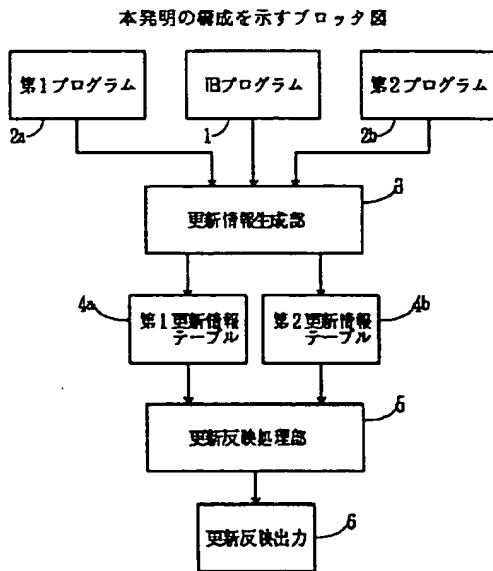 本発明の構成を示すブロック図
第1プログラム
旧プログラム
第2プログラム
2a
1
2b
3
更新情報生成部
4a
4b
第1更新情報
テーブル
第2更新情報
テーブル
5
更新反映処理部
6
更新反映出力